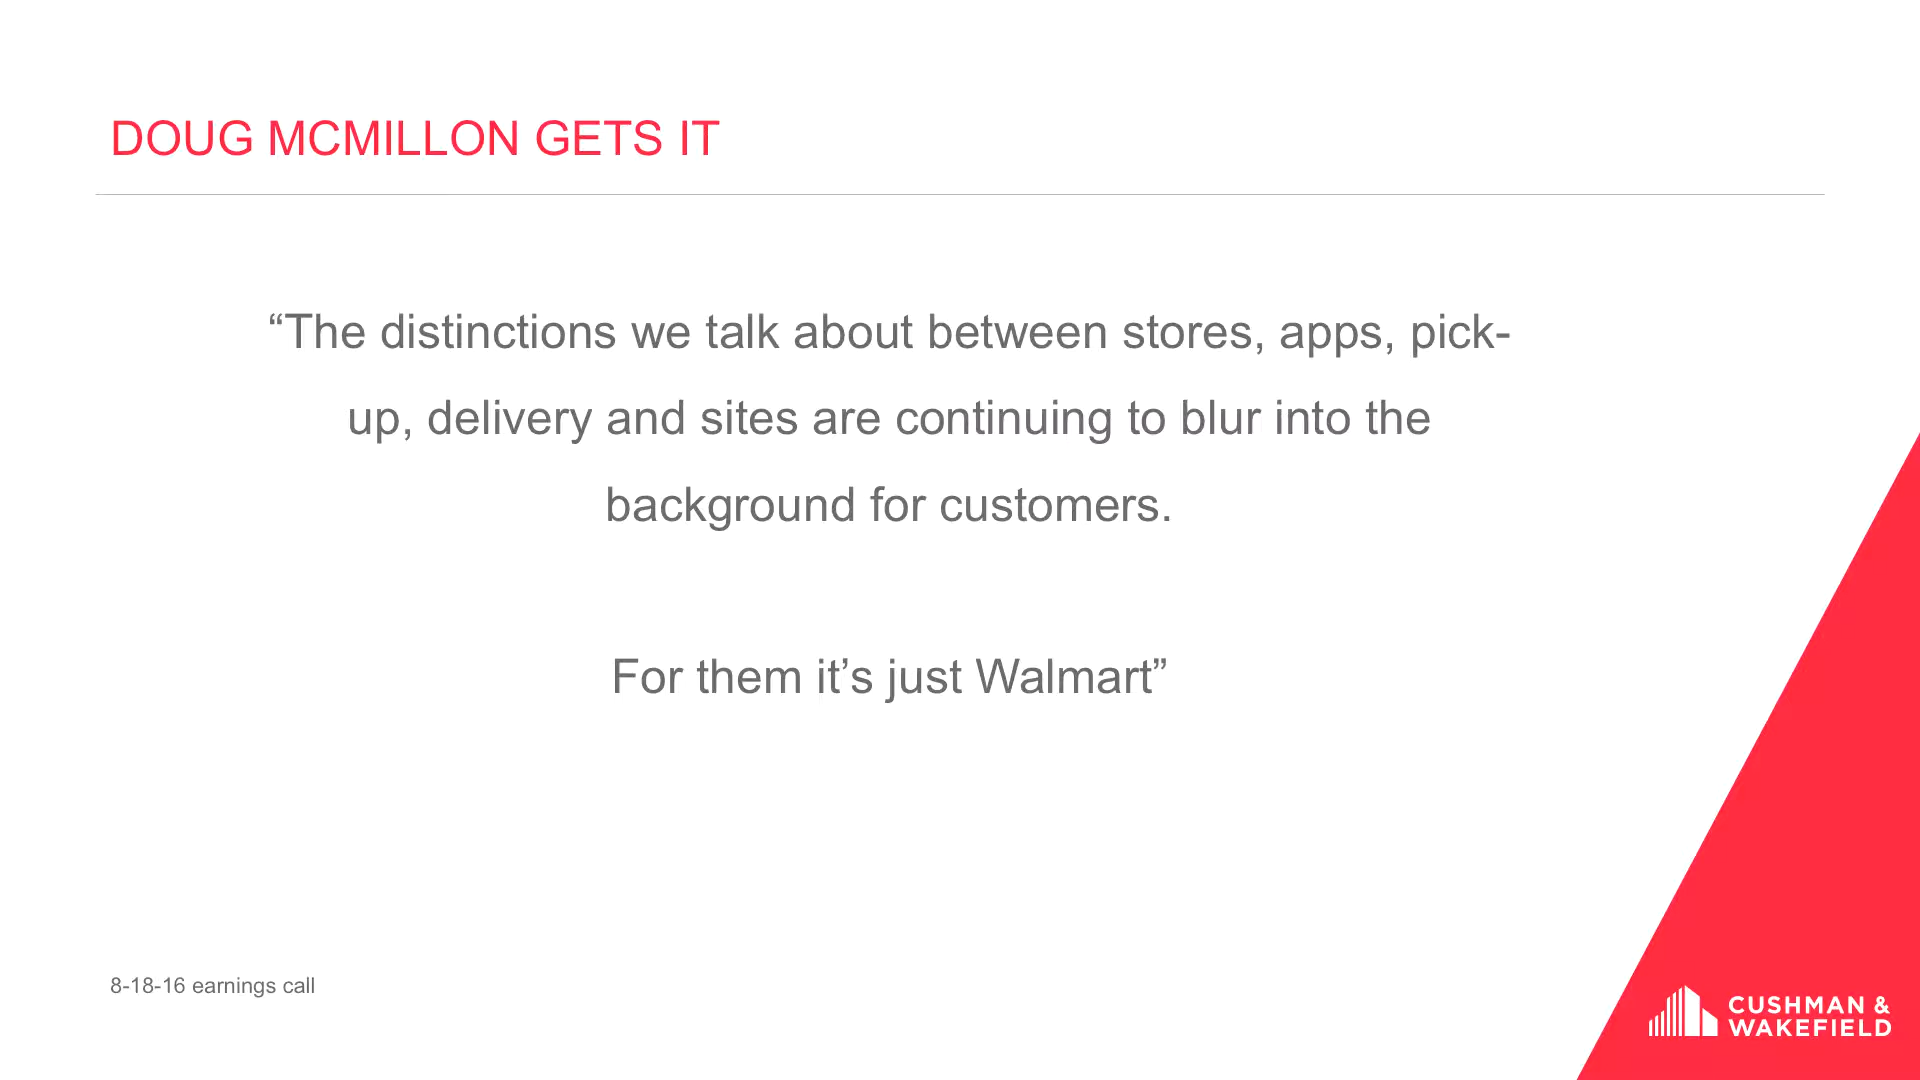 DOUG MCMILLON GETS IT
“The distinctions we talk about between stores, apps, pick-
up, delivery and sites are continuing to blur into the
background for customers.
For them it’s just Walmart”
8-18-16 earnings call
CUSHMAN &
WAKEFIELD